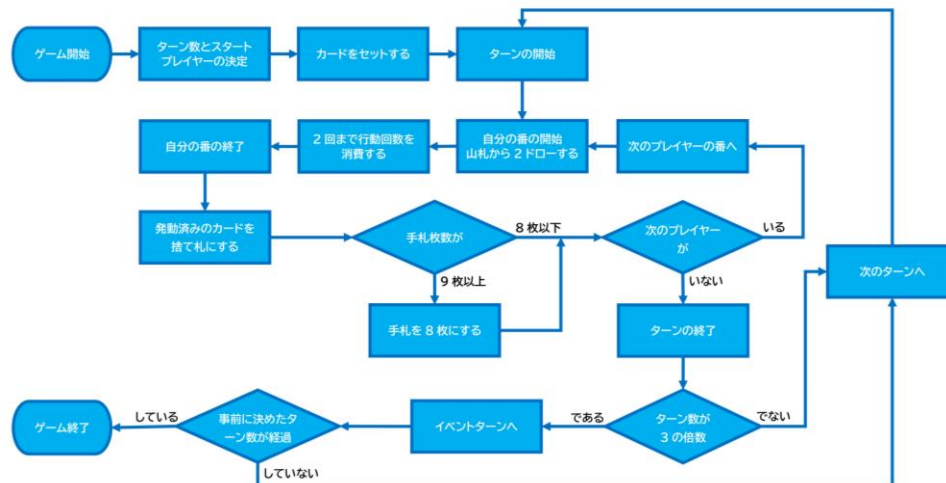 ゲーム開始
ターン数とスタート
プレイヤーの決定
カードをセットする
ターンの開始
自分の番の終了
2回まで行動回数を
消費する
自分の番の開始
山札から2ドローする
次のプレイヤーの番へ
発動済みのカードを
捨て札にする
手札枚数が
8枚以下
次のプレイヤー
が
いる
次のターンへ
9枚以上
いない
手札を8枚にする
ターンの終了
ゲーム終了
している
事前に決めたタ
ーン数が経過
イベントターンへ
である
ターン数が
3の倍数
でない
していない